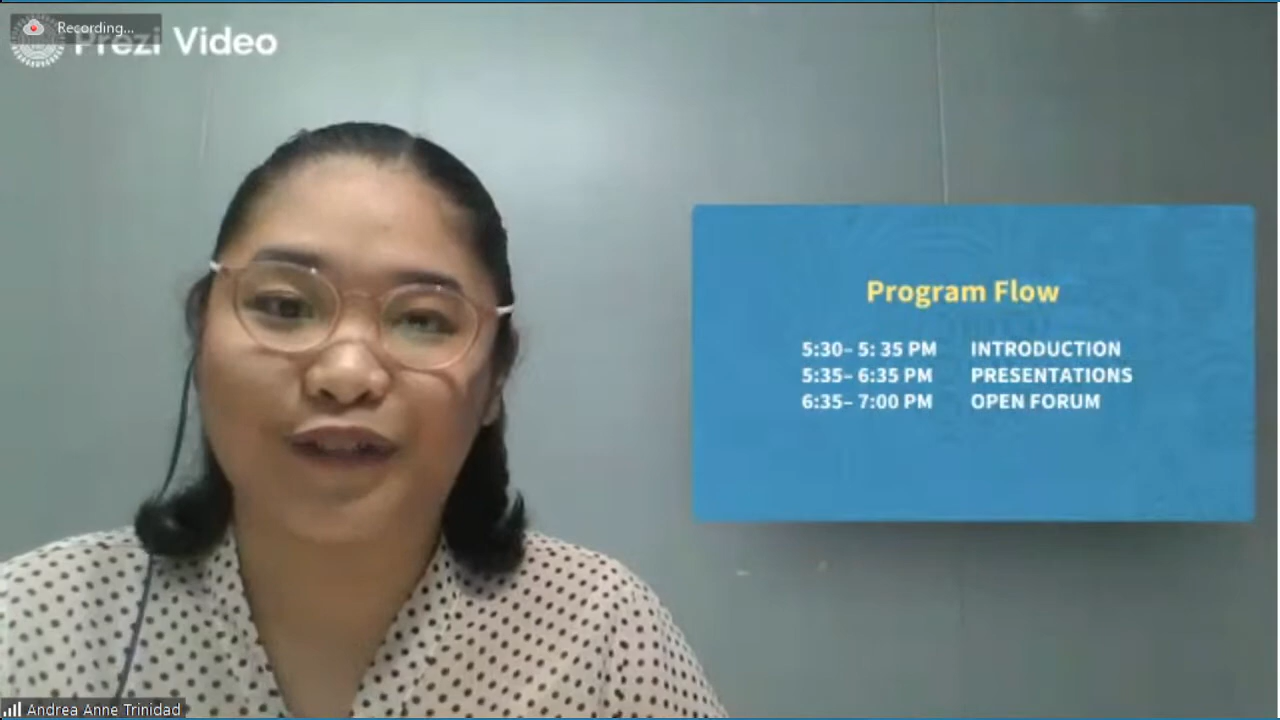 Recording...
Prezi Video
Program Flow
5:30– 5: 35 PM INTRODUCTION
5:35– 6:35 PM PRESENTATIONS
6:35– 7:00 PM OPEN FORUM
Andrea Anne Trinidad